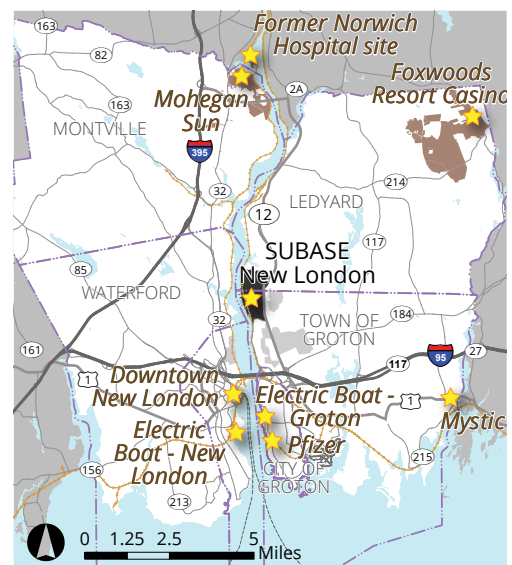 163
Former Norwich
Hospital site
82
Foxwoods
Resort Casino
2A
163
Mohegan
Sun
MONTVILLE
395
214
32
LEDYARD
12
117
SUBASE
New London
85
WATERFORD
32
184
TOWN OF
GROTON
161
95
27
117
1
Downtown
New London
Electric Boat -
Groton
1
Mystic
Electric
Boat - New
London
Pfizer
215
156
CITY OF
GROTON
213
0 1.25 2.5 5
Miles